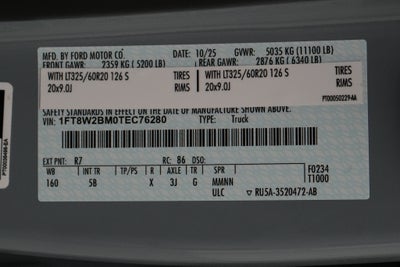 MFD. BY FORD MOTOR CO. DATE: 10/25 GVWR: 5035 KG (11100 LB)
FRONT GAWR: 2359 KG ( 5200 LB) REAR GAWR: 2876 KG ( 6340 LB)
WITH LT325/60R20 126 S TIRES WITH LT325/60R20 126 S TIRES
20x9.0J RIMS 20x9.0J RIMS
PT00050229-AA
SAFETY STANDARDS IN EFFECT ON THE DATE OF MANUFACTURE SHOWN ABOVE.
VIN: 1FT8W2BM0TEC76280 TYPE: Truck
EXT PNT: R7 RC: 86 DSO:
WB INT TR TP/PS R AXLE TR SPR F0234
160 5B X 3J G MMNN T1000
ULC ▽ RU5A-3520472-AB